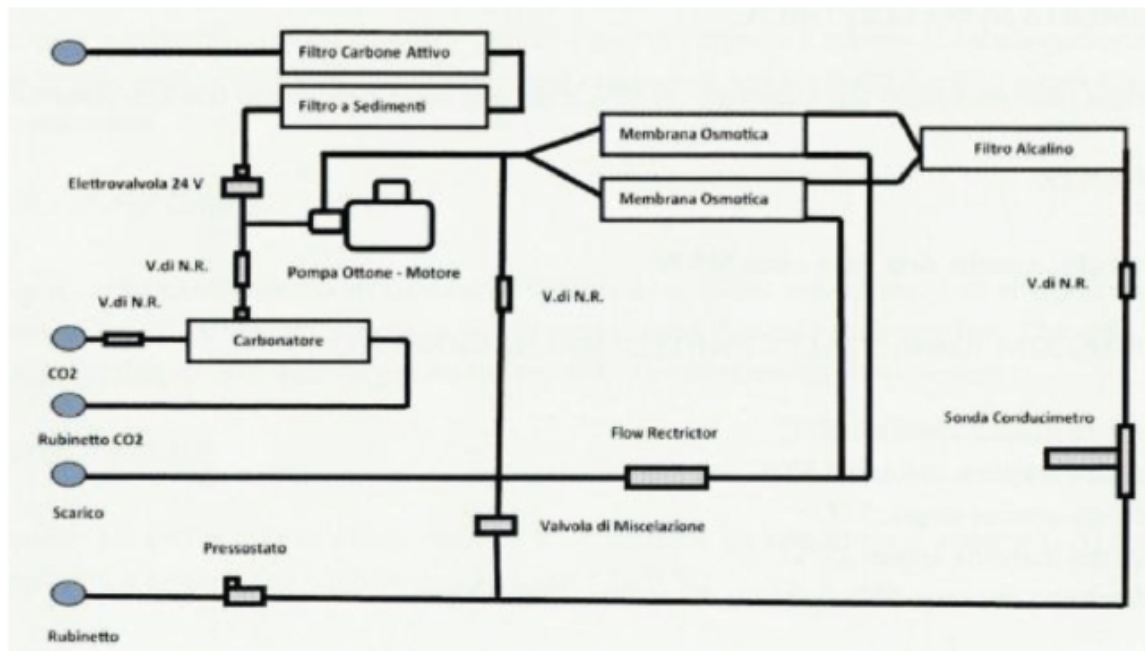 Filtro Carbone Attivo
Filtro a Sedimenti
Membrana Osmotica
Filtro Alcalino
Elettrovalvola 24 V
Membrana Osmotica
V.di N.R.
Pompa Ottone - Motore
V.di N.R.
V.di N.R.
V.di N.R.
Carbonatore
CO2
Sonda Conducimetro
Rubinetto CO2
Flow Rectrictor
Scarico
Valvola di Miscelazione
Pressostato
Rubinetto